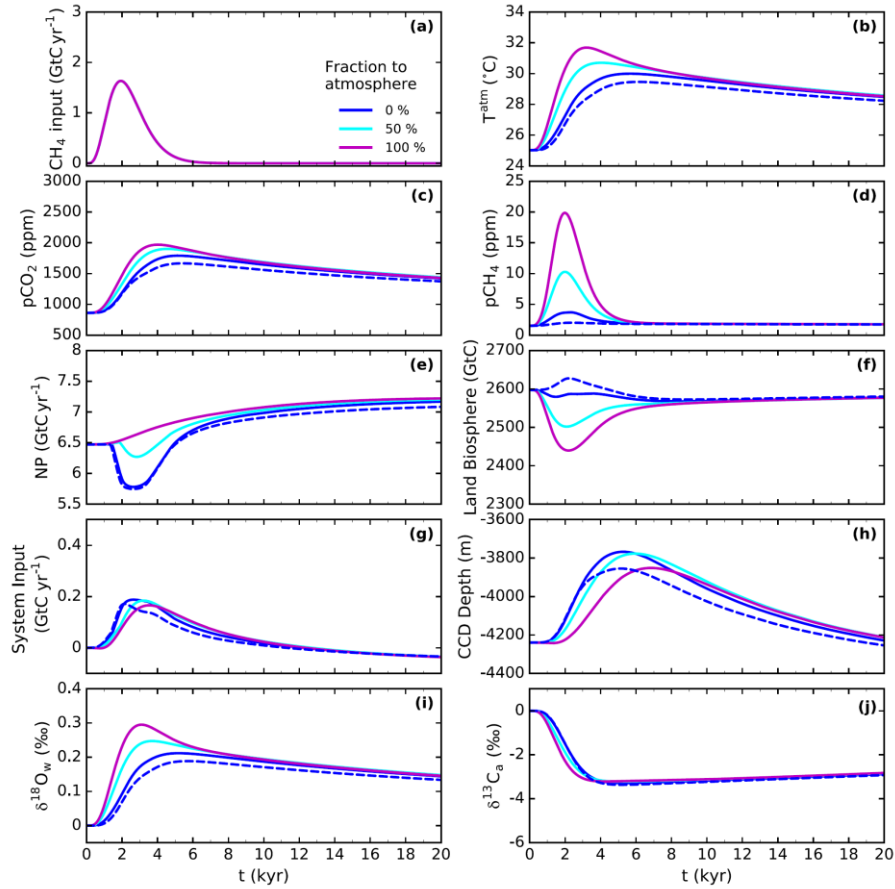 (a)
CH₄ input (GtC yr⁻¹)
3
2
1
0
Fraction to
atmosphere
0 %
50 %
100 %
(b)
Tᵃᵗᵐ (°C)
34
32
30
28
26
24
(c)
pCO₂ (ppm)
3000
2500
2000
1500
1000
500
(d)
pCH₄ (ppm)
25
20
15
10
5
0
(e)
NP (GtC yr⁻¹)
8
7.5
7
6.5
6
5.5
(f)
Land Biosphere (GtC)
2700
2600
2500
2400
2300
(g)
System Input
(GtC yr⁻¹)
0.4
0.2
0
(h)
CCD Depth (m)
-3600
-3800
-4000
-4200
-4400
(i)
δ¹⁸O_w (‰)
0.4
0.3
0.2
0.1
0
0 2 4 6 8 10 12 14 16 18 20
t (kyr)
(j)
δ¹³Cₐ (‰)
0
-2
-4
-6
0 2 4 6 8 10 12 14 16 18 20
t (kyr)